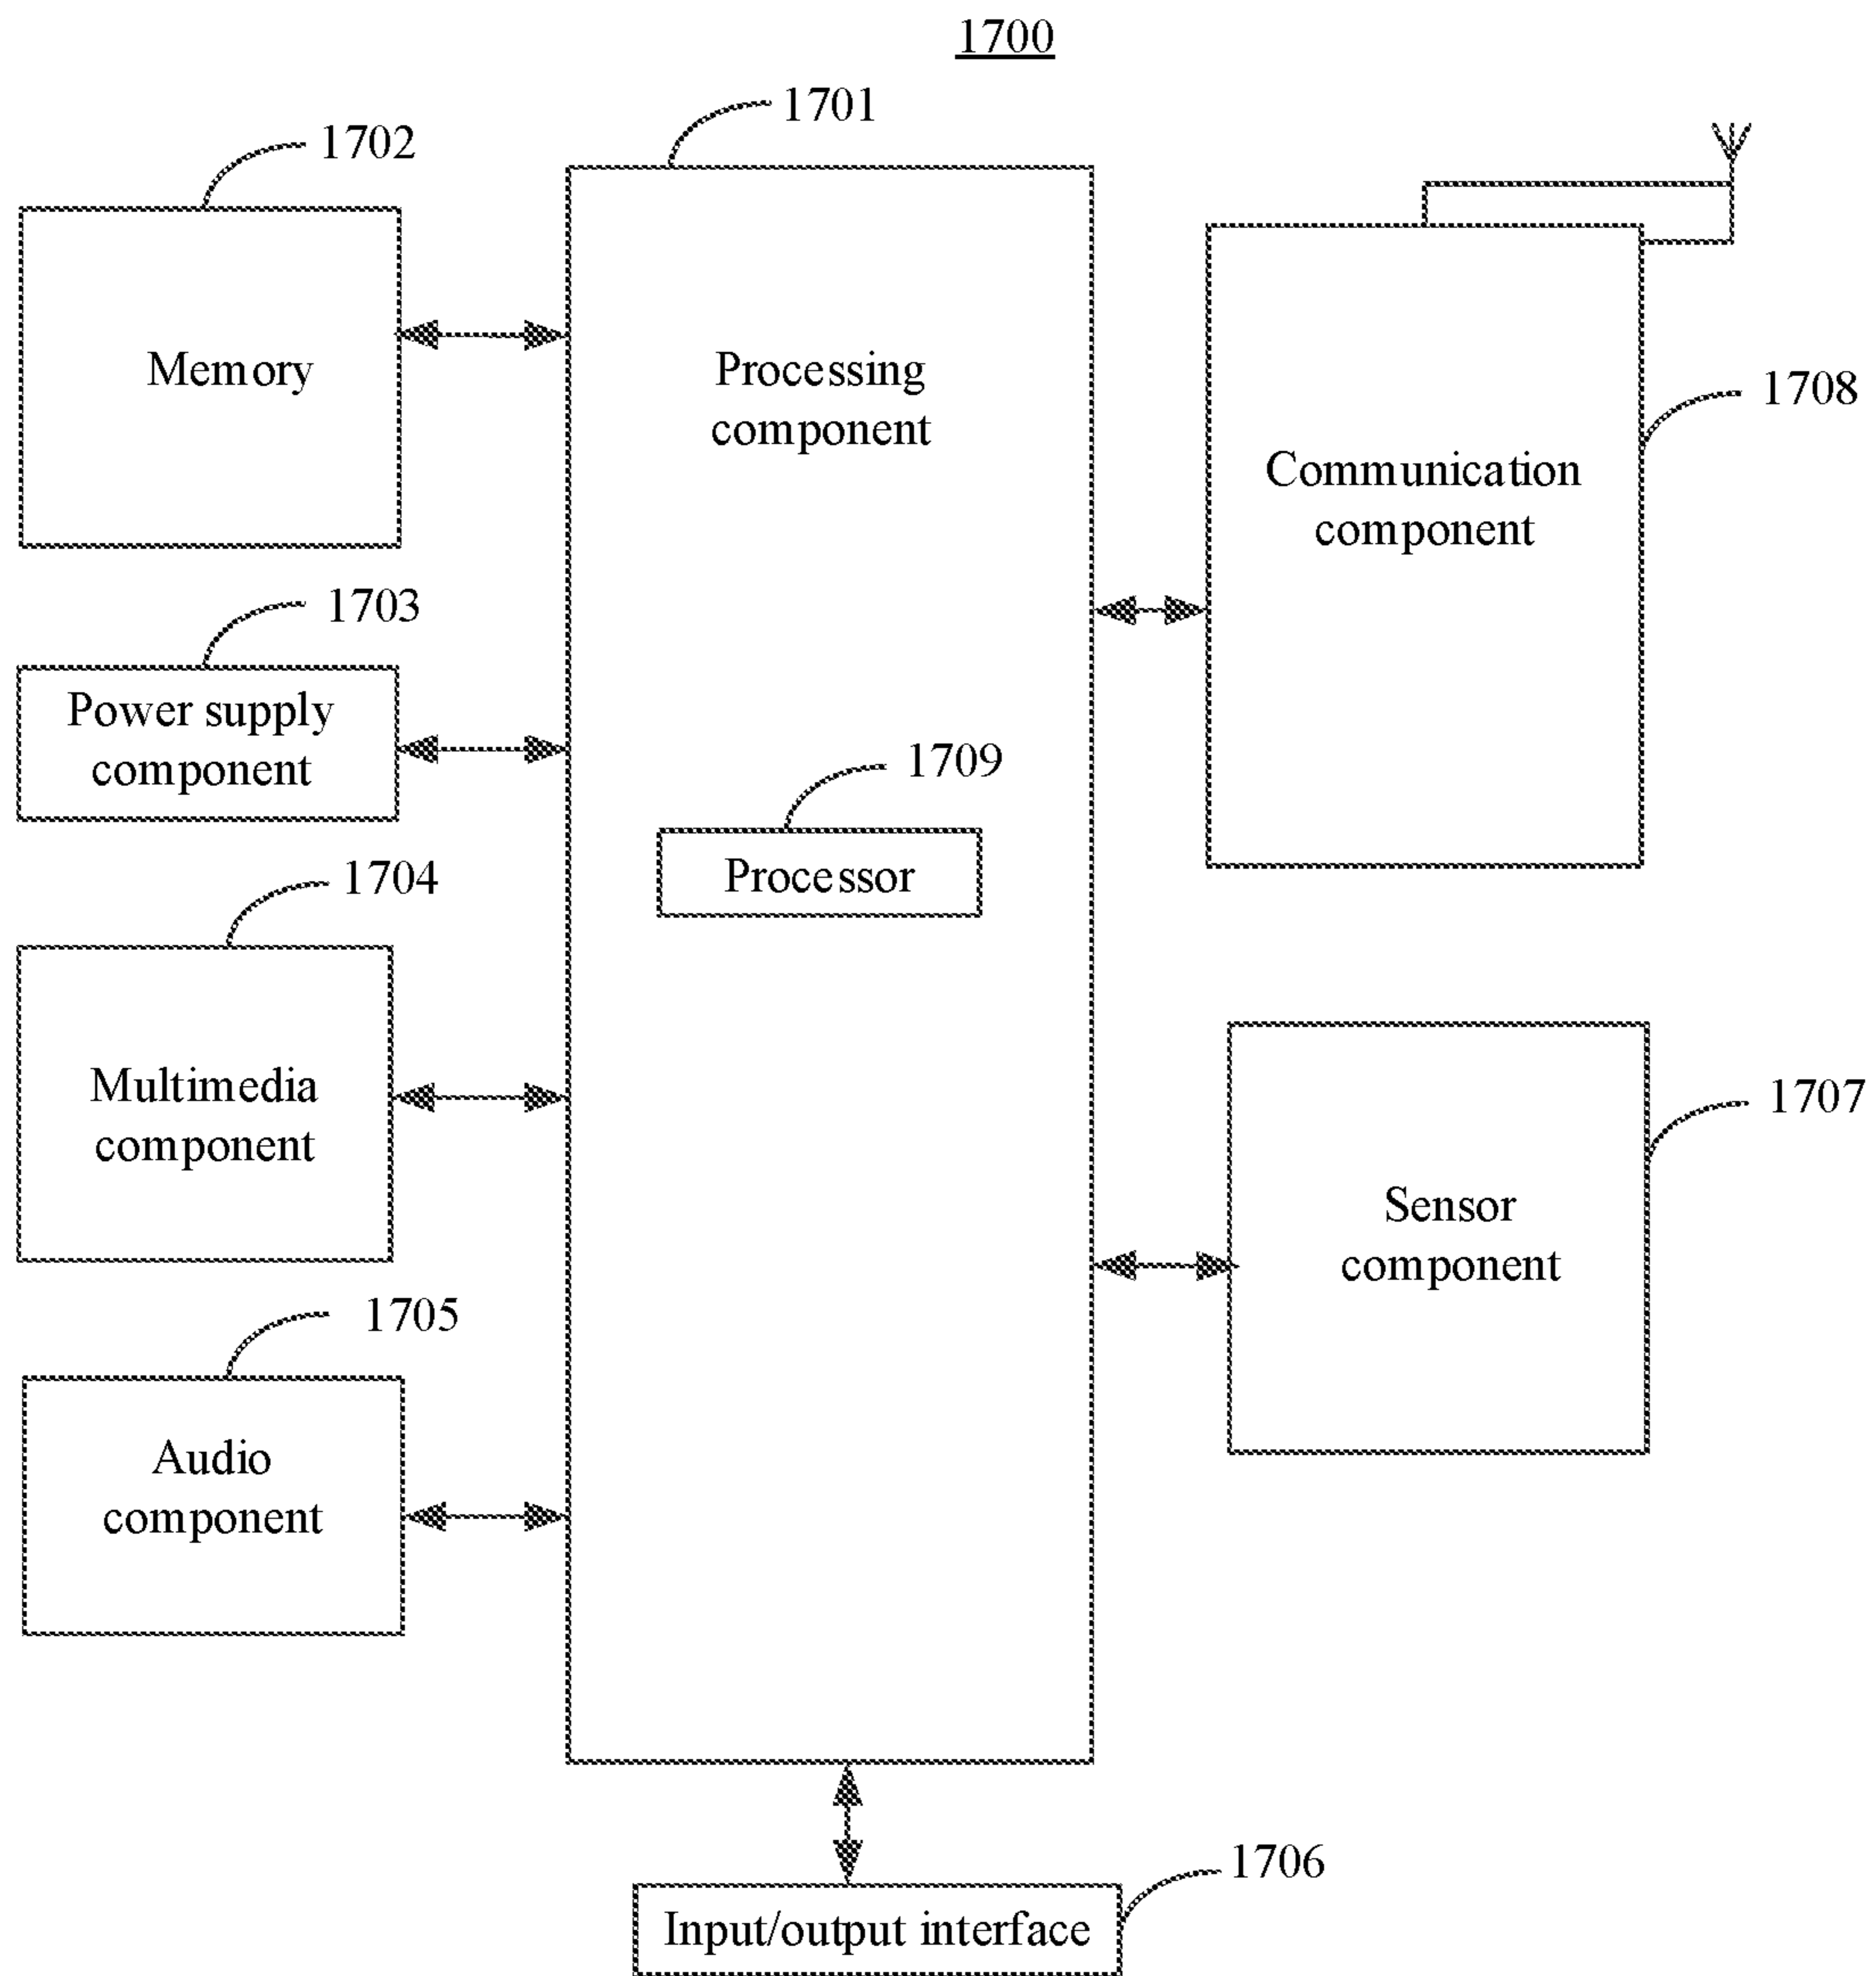 1700
1701
1702
Memory
Processing
component
1708
Communication
component
1703
Power supply
component
1709
Processor
1704
Multimedia
component
1707
Sensor
component
1705
Audio
component
1706
Input/output interface